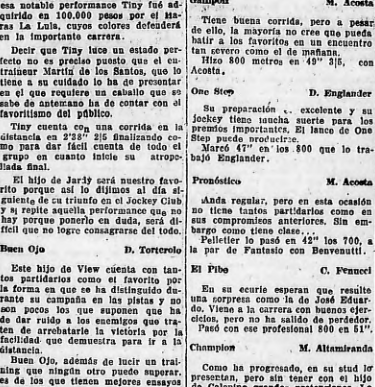 esa notable performance Tiny fué ad-
quirido en 100.000 pesos por el Ha-
ras La Lula, cuyos colores defenderá
en la importante carrera.
Decir que Tiny luce un estado per-
fecto no es preciso puesto que el en-
traineur Martín de los Santos, que lo
tiene a su cuidado lo ha de presentar
en el que requiere un caballo que se
sabe de antemano ha de contar con el
favoritismo del público.
Tiny cuenta con una corrida en la
distancia en 2'38" 2|5 finalizando co-
mo para dar fácil cuenta de todo el
grupo en cuanto inicie su atrope-
llada final.
El hijo de Jarly será nuestro favo-
rito porque así lo dijimos al día si-
guiente de su triunfo en el Jockey Club
y si repite aquella performance que no
hay porque ponerlo en duda, será di-
fícil que no logre consagrarse del todo.
Buen Ojo D. Tortcrolo
Este hijo de View cuenta con tan-
tos partidarios como el favorito por
la forma en que se ha distinguido du-
rante su campaña en las pistas y no
son pocos los que suponen que ha
de dar ruido a los enemigos que tra-
ten de arrebatarle la victoria por la
facilidad que demuestra para ir a la
distancia.
Buen Ojo, además de lucir un trai-
ning que ningún otro puede superar.
es de los que tienen mejores ensayos
M. Acosta
Tiene buena corrida, pero a pesar
de ello, la mayoría no cree que pueda
batir a los favoritos en un encuentro
tan severo como el de mañana.
Hizo 800 metros en 49" 3|5, con
Acosta.
One Step D. Englander
Su preparación excelente y su
jockey tiene mucha suerte para los
premios importantes. El lance de One
Step puede producirse.
Marcó 47" en los 800 que lo tra-
bajó Englander.
Pronóstico M. Acosta
Anda regular, pero en esta ocasión
no tiene tantos partidarios como en
sus compromisos anteriores. Sin em-
bargo como tiene clase...
Pelletier lo pasó en 42" los 700, a
la par de Fantasio con Benvenutti.
El Pibe C. Fenucci
En su ecurie esperan que resulte
una sorpresa como la de José Eduar-
do. Viene a la carrera con buenos ejer-
cicios, pero no ha salido de perdedor.
Pasó con ese profesional 800 en 51".
Champion M. Altamiranda
Como ha progresado, en su stud lo
presentan, pero sin tener con el hijo